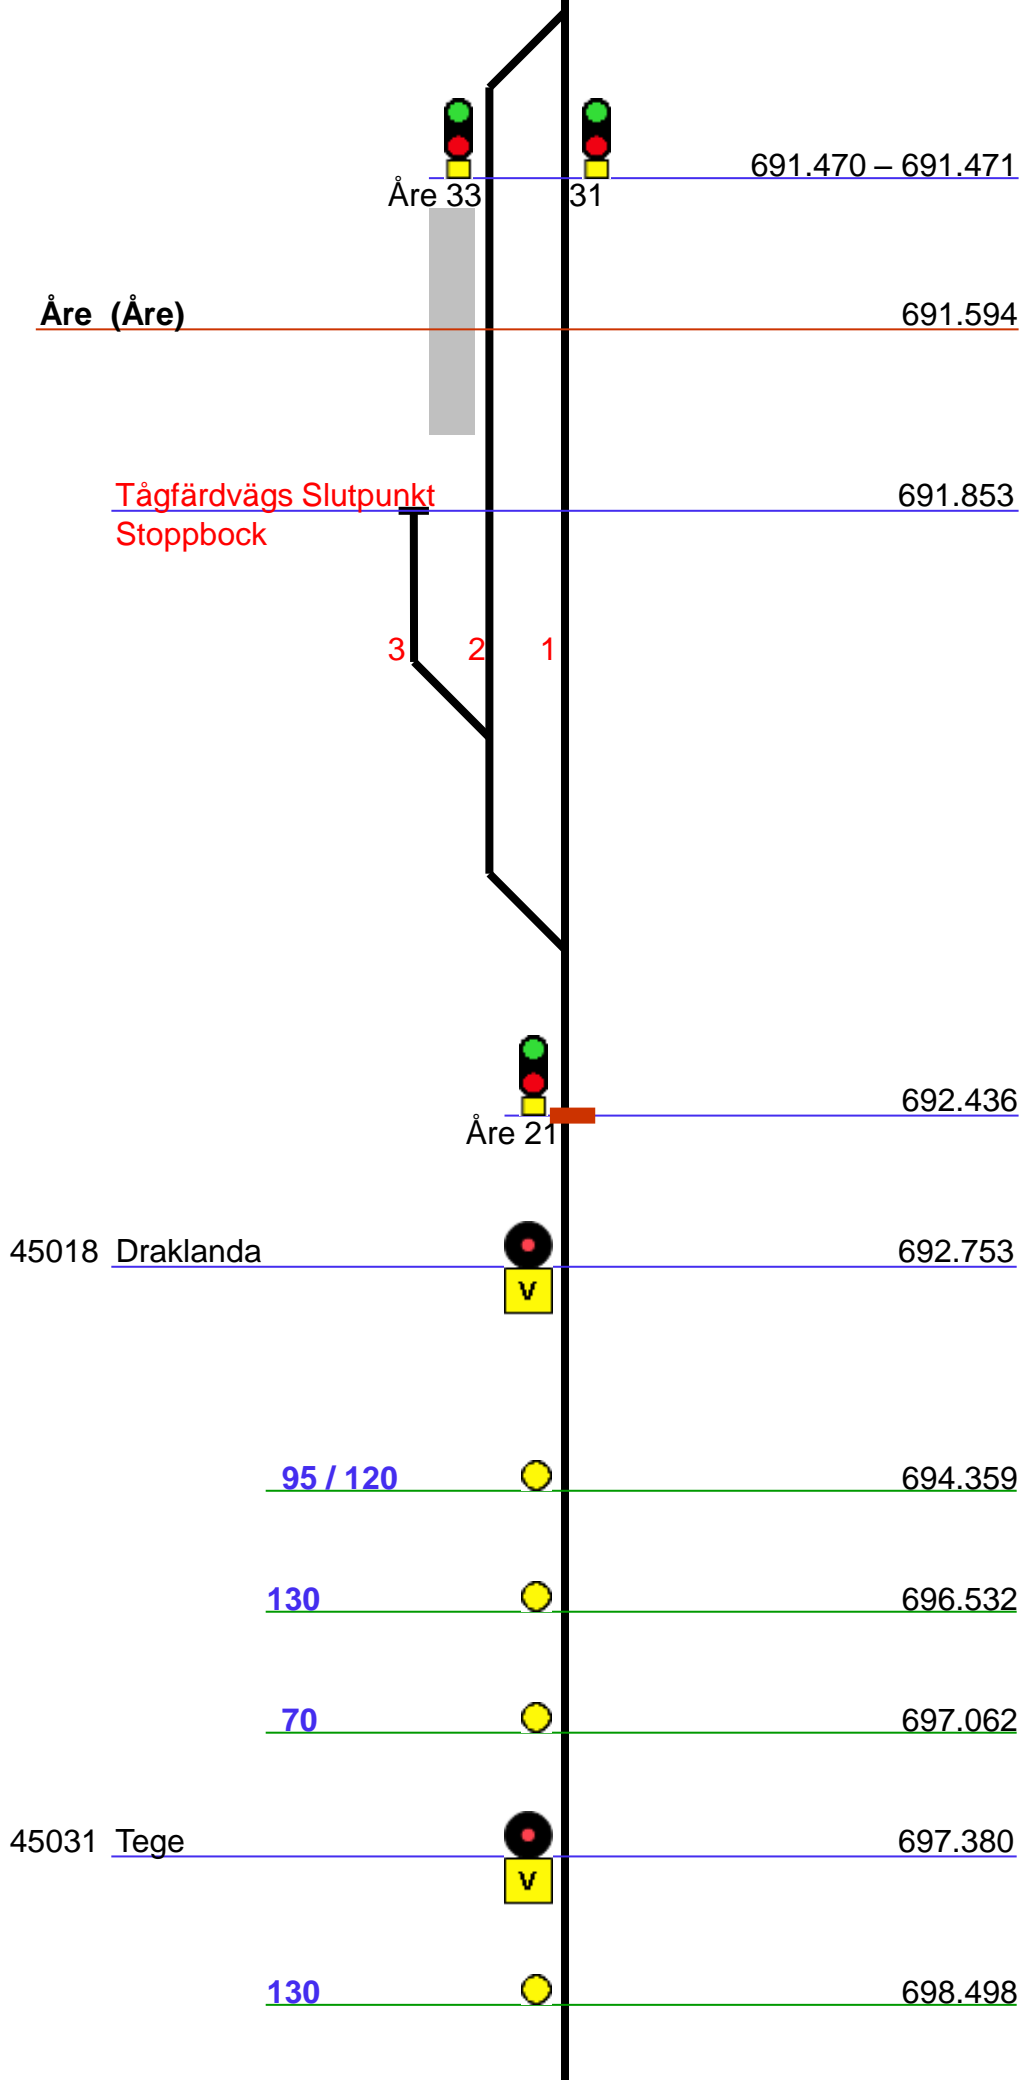 691.470 – 691.471
Åre 33 31
Åre (Åre) 691.594
Tågfärdvägs Slutpunkt 691.853
Stoppbock
3 2 1
692.436
Åre 21
45018 Draklanda 692.753
V
95 / 120 694.359
130 696.532
70 697.062
45031 Tege 697.380
V
130 698.498